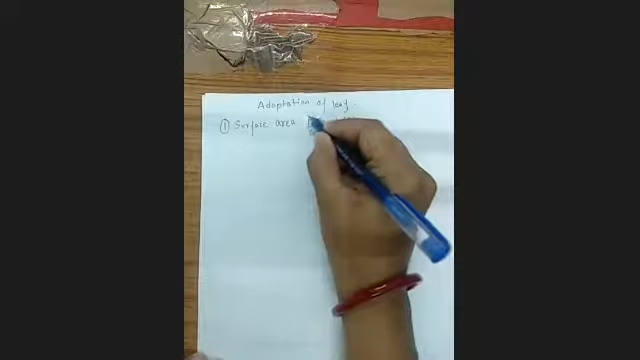 Adaptation of leaf.
① Surface area